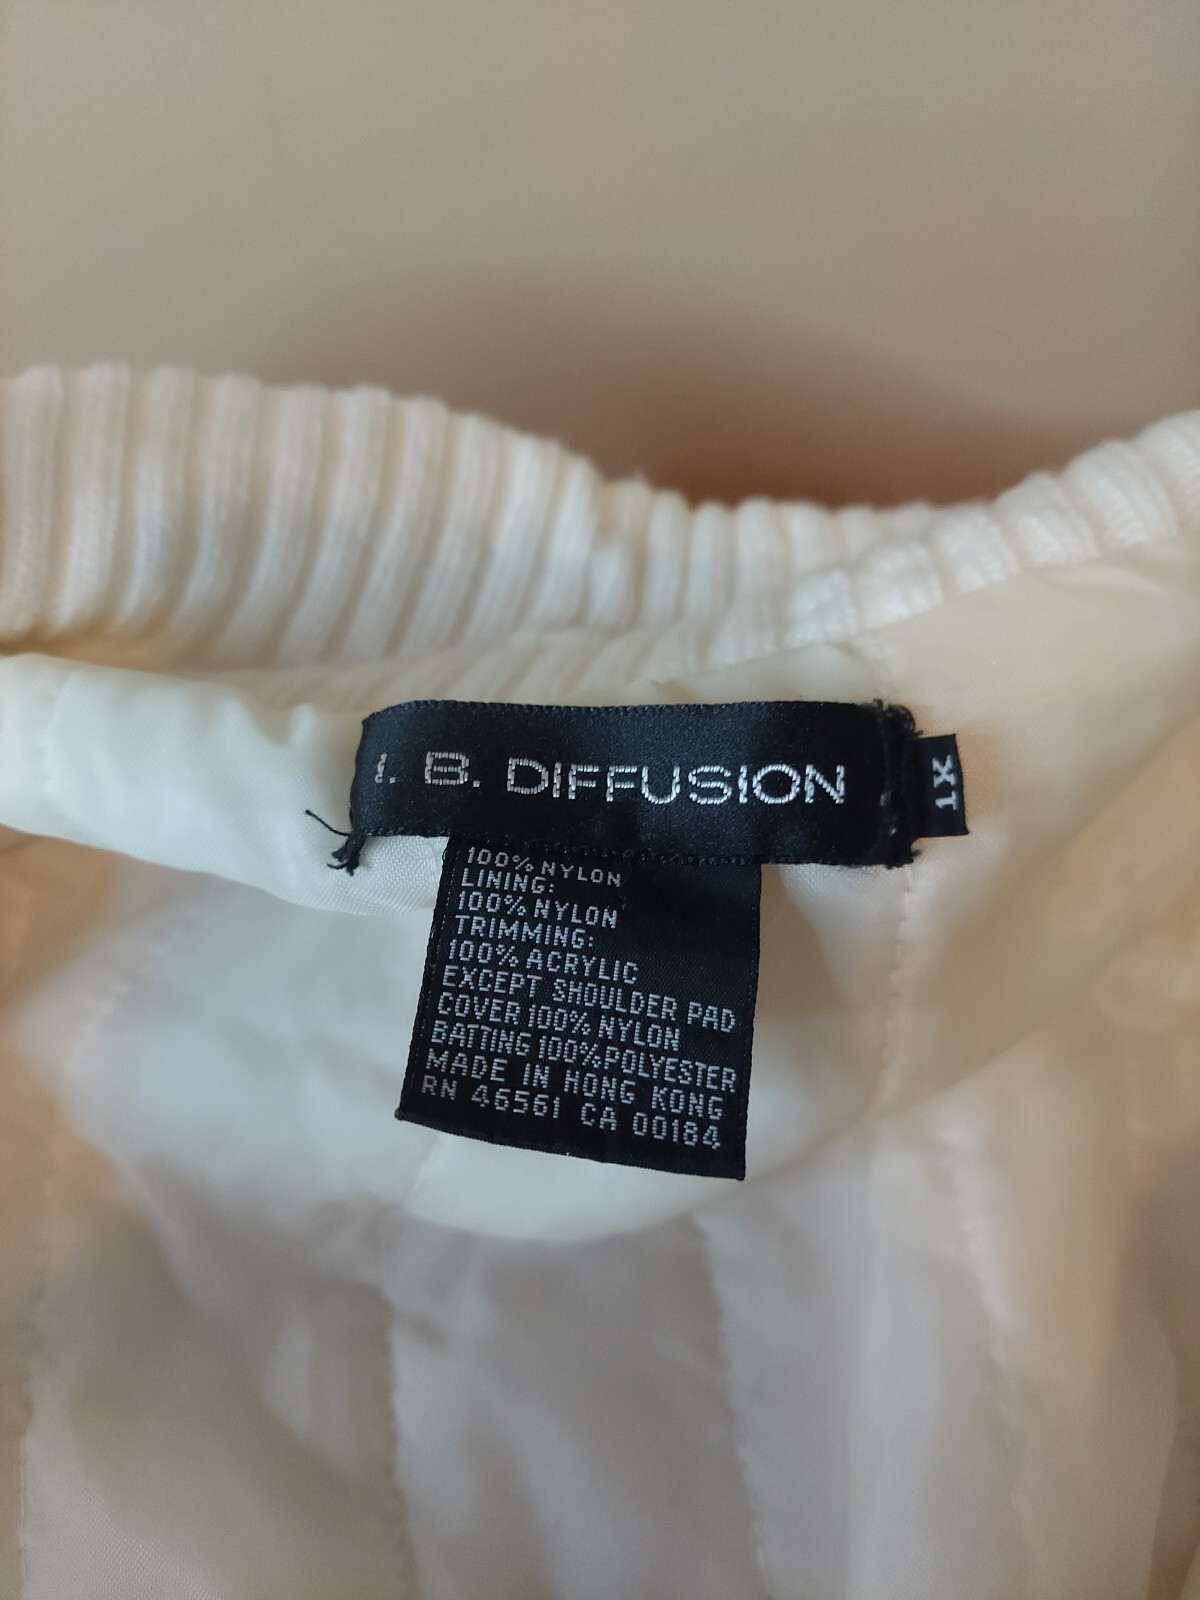 I. B. DIFFUSION
1X
100% NYLON
LINING:
100% NYLON
TRIMMING:
100% ACRYLIC
EXCEPT SHOULDER PAD
COVER 100% NYLON
BATTING 100% POLYESTER
MADE IN HONG KONG
RN 46561 CA 00184